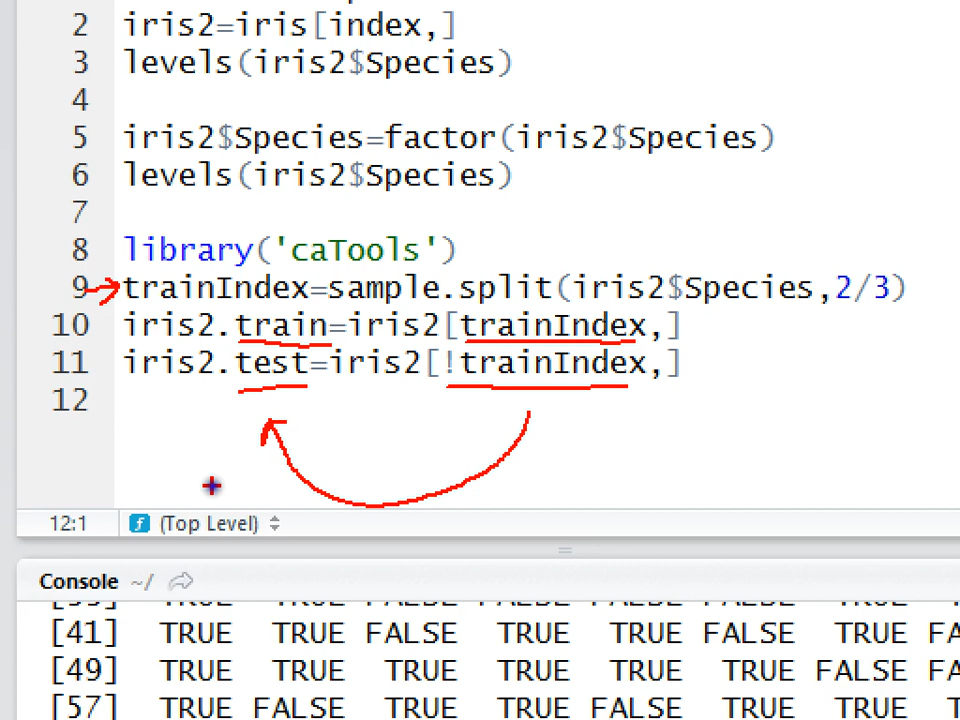 2 iris2=iris[index,]
3 levels(iris2$Species)
4
5 iris2$Species=factor(iris2$Species)
6 levels(iris2$Species)
7
8 library('caTools')
9 trainIndex=sample.split(iris2$Species,2/3)
10 iris2.train=iris2[trainIndex,]
11 iris2.test=iris2[!trainIndex,]
12
12:1 (Top Level)
Console ~/
[41] TRUE TRUE FALSE TRUE TRUE FALSE TRUE
[49] TRUE TRUE TRUE TRUE TRUE TRUE FALSE
[57] TRUE FALSE TRUE TRUE FALSE TRUE TRUE